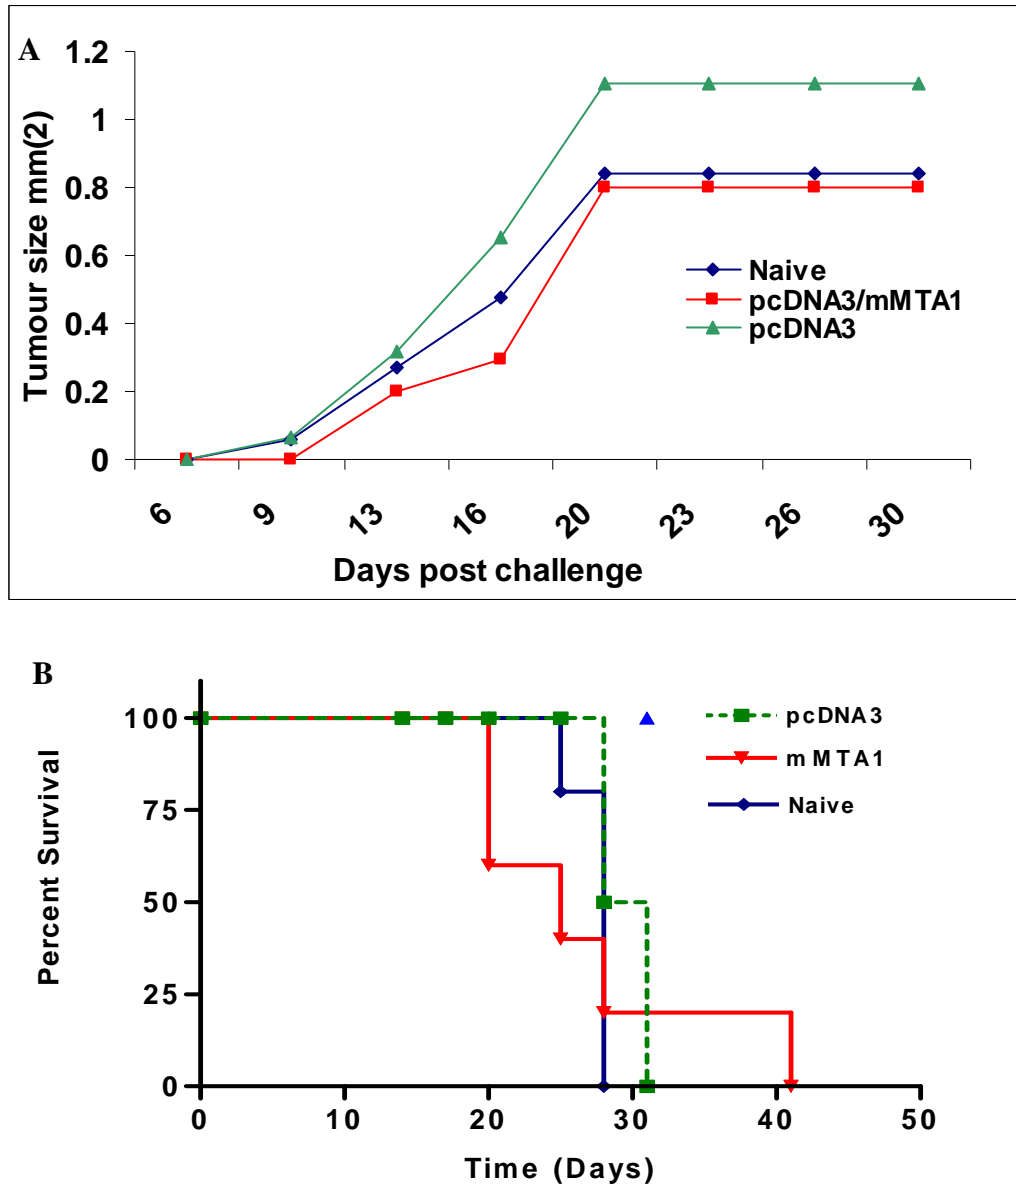 A
1.2
1
0.8
0.6
0.4
0.2
0
Tumour size mm(2)
Naive
pcDNA3/mMTA1
pcDNA3
6 9 13 16 20 23 26 30
Days post challenge
B
100
75
50
25
0
Percent Survival
pcDNA3
mMTA1
Naive
0 10 20 30 40 50
Time (Days)